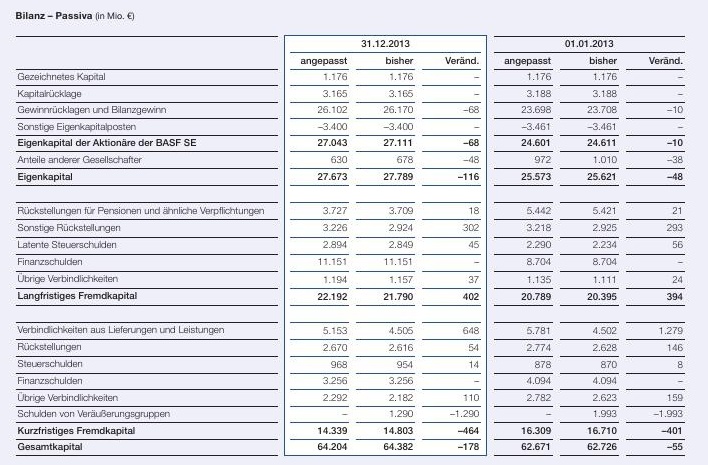 Bilanz – Passiva (in Mio. €)
31.12.2013 01.01.2013
angepasst bisher Veränd. angepasst bisher Veränd.
Gezeichnetes Kapital 1.176 1.176 – 1.176 1.176 –
Kapitalrücklage 3.165 3.165 – 3.188 3.188 –
Gewinnrücklagen und Bilanzgewinn 26.102 26.170 –68 23.698 23.708 –10
Sonstige Eigenkapitalposten –3.400 –3.400 – –3.461 –3.461 –
Eigenkapital der Aktionäre der BASF SE 27.043 27.111 –68 24.601 24.611 –10
Anteile anderer Gesellschafter 630 678 –48 972 1.010 –38
Eigenkapital 27.673 27.789 –116 25.573 25.621 –48
Rückstellungen für Pensionen und ähnliche Verpflichtungen 3.727 3.709 18 5.442 5.421 21
Sonstige Rückstellungen 3.226 2.924 302 3.218 2.925 293
Latente Steuerschulden 2.894 2.849 45 2.290 2.234 56
Finanzschulden 11.151 11.151 – 8.704 8.704 –
Übrige Verbindlichkeiten 1.194 1.157 37 1.135 1.111 24
Langfristiges Fremdkapital 22.192 21.790 402 20.789 20.395 394
Verbindlichkeiten aus Lieferungen und Leistungen 5.153 4.505 648 5.781 4.502 1.279
Rückstellungen 2.670 2.616 54 2.774 2.628 146
Steuerschulden 968 954 14 878 870 8
Finanzschulden 3.256 3.256 – 4.094 4.094 –
Übrige Verbindlichkeiten 2.292 2.182 110 2.782 2.623 159
Schulden von Veräußerungsgruppen – 1.290 –1.290 – 1.993 –1.993
Kurzfristiges Fremdkapital 14.339 14.803 –464 16.309 16.710 –401
Gesamtkapital 64.204 64.382 –178 62.671 62.726 –55